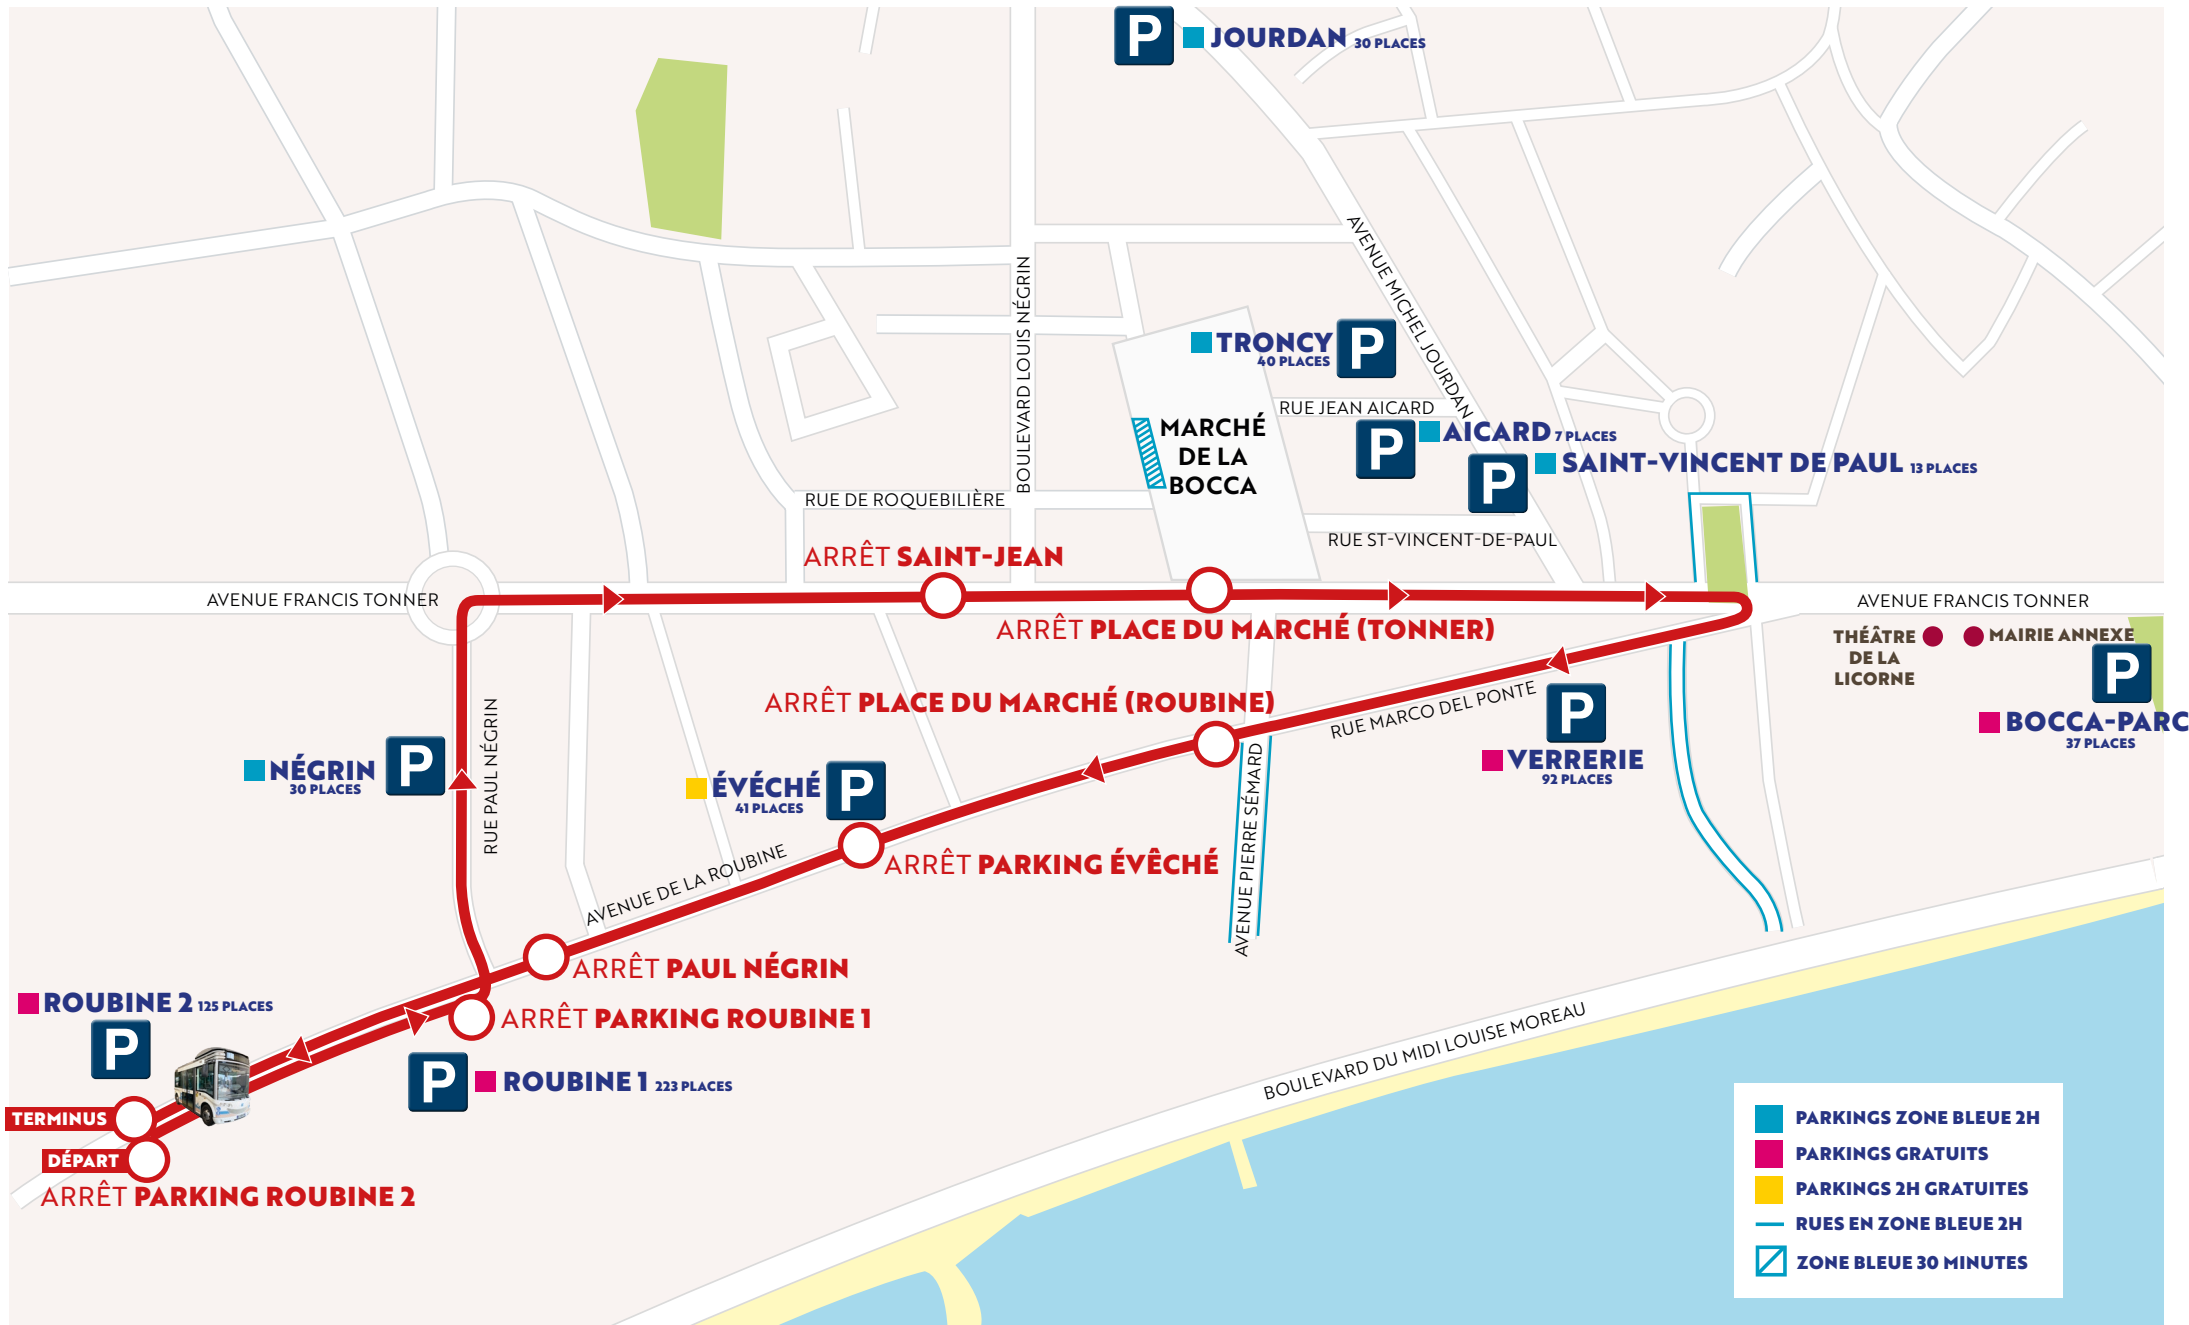 P
JOURDAN 30 PLACES
AVENUE MICHEL JOURDAN
BOULEVARD LOUIS NÉGRIN
TRONCY
40 PLACES
P
RUE JEAN AICARD
MARCHÉ
DE LA
BOCCA
P
AICARD 7 PLACES
P
SAINT-VINCENT DE PAUL 13 PLACES
RUE DE ROQUEBILIÈRE
RUE ST-VINCENT-DE-PAUL
ARRÊT SAINT-JEAN
AVENUE FRANCIS TONNER
AVENUE FRANCIS TONNER
ARRÊT PLACE DU MARCHÉ (TONNER)
THÉÂTRE
DE LA
LICORNE
MAIRIE ANNEXE
P
BOCCA-PARC
37 PLACES
ARRÊT PLACE DU MARCHÉ (ROUBINE)
RUE MARCO DEL PONTE
P
VERRERIE
92 PLACES
RUE PAUL NÉGRIN
NÉGRIN
30 PLACES
P
ÉVÉCHÉ
41 PLACES
P
AVENUE PIERRE SÉMARD
AVENUE DE LA ROUBINE
ARRÊT PARKING ÉVÊCHÉ
ARRÊT PAUL NÉGRIN
ROUBINE 2 125 PLACES
P
ARRÊT PARKING ROUBINE 1
P
ROUBINE 1 223 PLACES
BOULEVARD DU MIDI LOUISE MOREAU
TERMINUS
DÉPART
ARRÊT PARKING ROUBINE 2
PARKINGS ZONE BLEUE 2H
PARKINGS GRATUITS
PARKINGS 2H GRATUITES
RUES EN ZONE BLEUE 2H
ZONE BLEUE 30 MINUTES